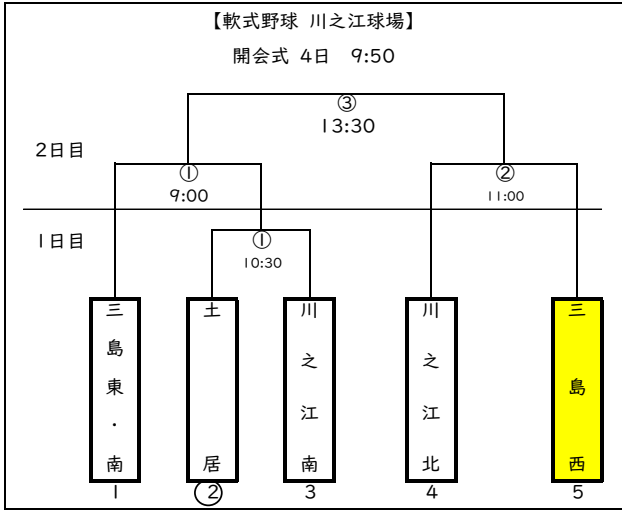 【軟式野球 川之江球場】
開会式 4日 9:50
③
13:30
2日目
①
9:00
②
11:00
1日目
①
10:30
三島東・南
土居
川之江南
川之江北
三島西
1
②
3
4
5